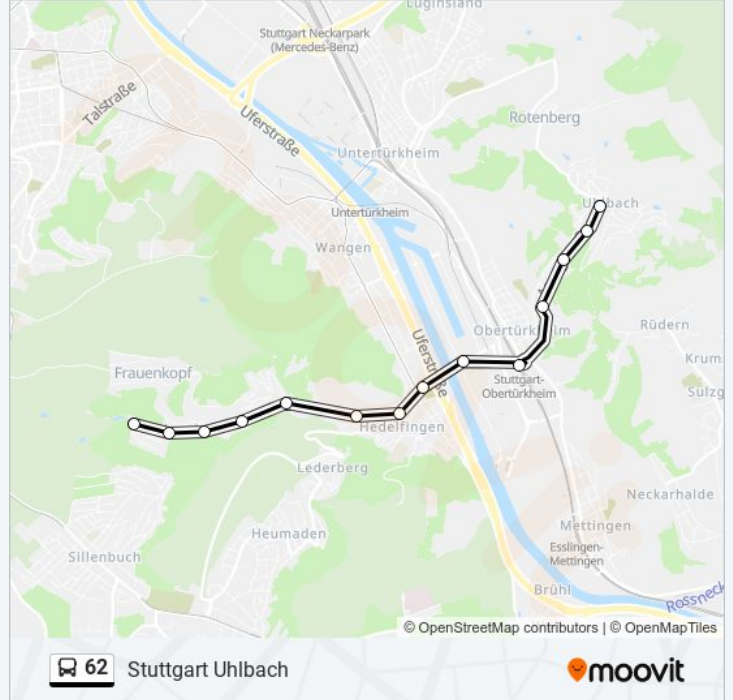 Luginsland
Stuttgart Neckarpark
(Mercedes-Benz)
Talstraße
Uferstraße
Rotenberg
Untertürkheim
Uhlbach
Untertürkheim
Wangen
Uferstraße
Obertürkheim
Rüdern
Krum
Frauenkopf
Stuttgart-
Obertürkheim
Sulzg
Hedelfingen
Lederberg
Neckarhalde
Heumaden
Mettingen
Sillenbuch
Esslingen-
Mettingen
Brühl
Rossneck
© OpenStreetMap contributors | © OpenMapTiles
62 Stuttgart Uhlbach
moovit